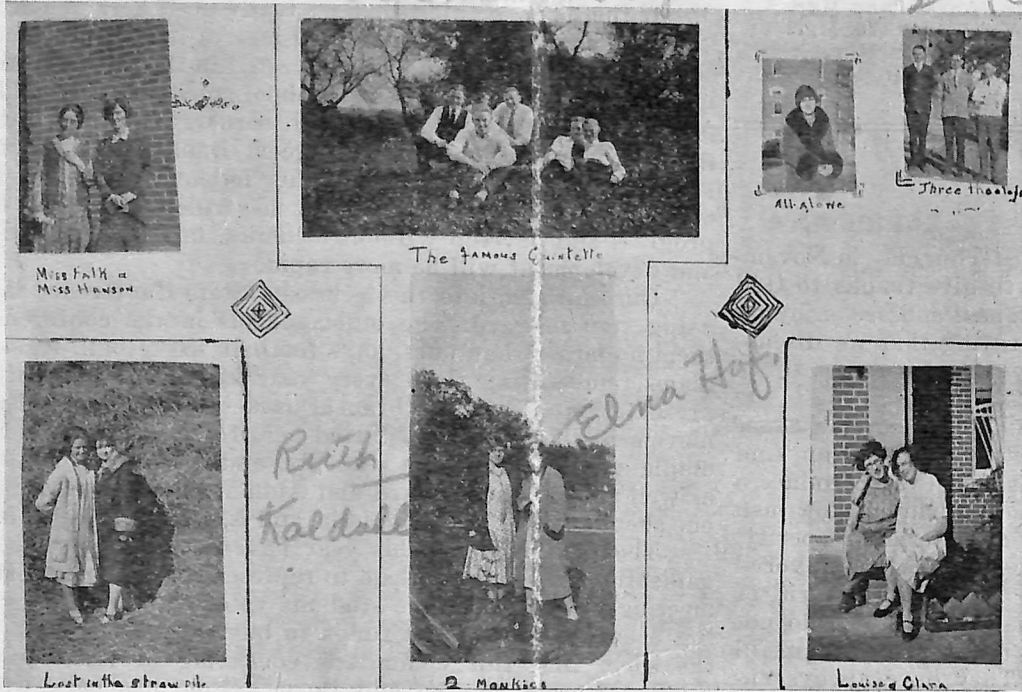 Miss Falk &
Miss Hanson
The Famous Quintette
All Alone
Three
Ruth
Elna Hof.
Lost in the straw pile
2 Monkies
Louise & Clara